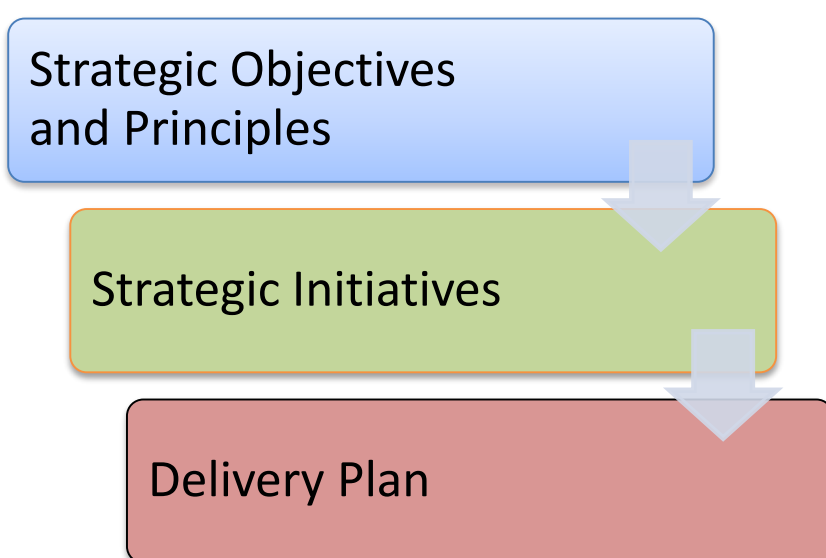 Strategic Objectives
and Principles
Strategic Initiatives
Delivery Plan